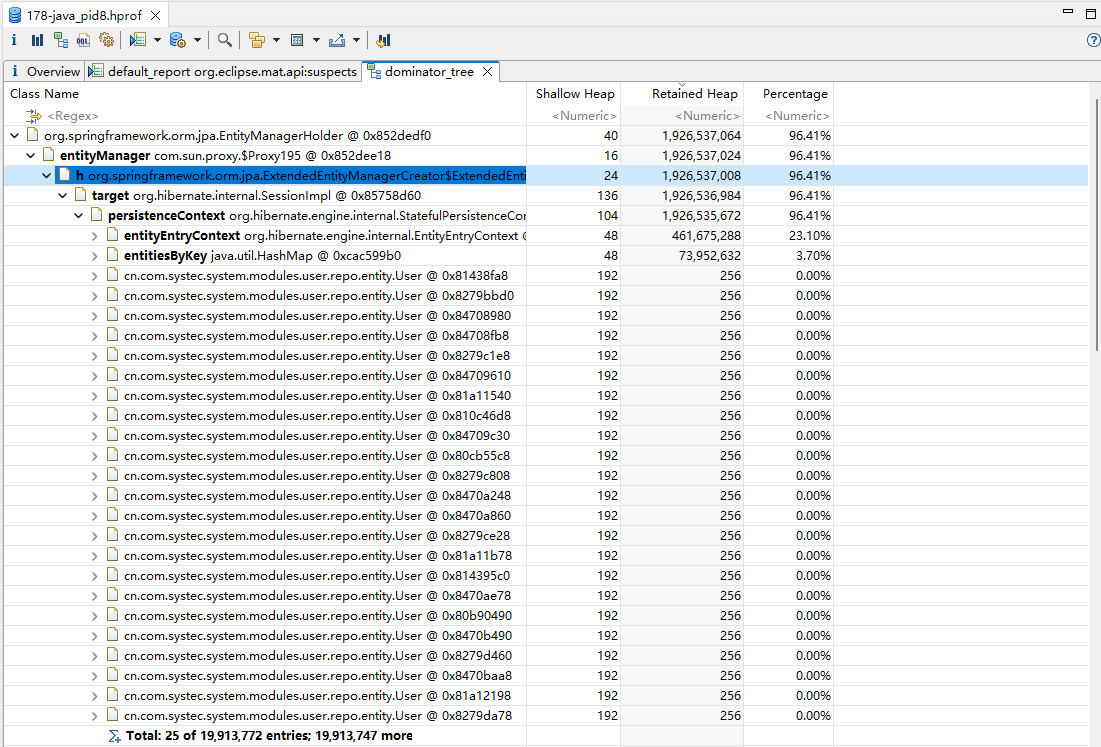 178-java_pid8.hprof
Overview default_report org.eclipse.mat.api:suspects dominator_tree
Class Name Shallow Heap Retained Heap Percentage
<Regex> <Numeric> <Numeric> <Numeric>
org.springframework.orm.jpa.EntityManagerHolder @ 0x852dedf0 40 1,926,537,064 96.41%
entityManager com.sun.proxy.$Proxy195 @ 0x852dee18 16 1,926,537,024 96.41%
h org.springframework.orm.jpa.ExtendedEntityManagerCreator$ExtendedEnti 24 1,926,537,008 96.41%
target org.hibernate.internal.SessionImpl @ 0x85758d60 136 1,926,536,984 96.41%
persistenceContext org.hibernate.engine.internal.StatefulPersistenceCon 104 1,926,535,672 96.41%
entityEntryContext org.hibernate.engine.internal.EntityEntryContext @ 48 461,675,288 23.10%
entitiesByKey java.util.HashMap @ 0xcac599b0 48 73,952,632 3.70%
cn.com.systec.system.modules.user.repo.entity.User @ 0x81438fa8 192 256 0.00%
cn.com.systec.system.modules.user.repo.entity.User @ 0x8279bbd0 192 256 0.00%
cn.com.systec.system.modules.user.repo.entity.User @ 0x84708980 192 256 0.00%
cn.com.systec.system.modules.user.repo.entity.User @ 0x84708fb8 192 256 0.00%
cn.com.systec.system.modules.user.repo.entity.User @ 0x8279c1e8 192 256 0.00%
cn.com.systec.system.modules.user.repo.entity.User @ 0x84709610 192 256 0.00%
cn.com.systec.system.modules.user.repo.entity.User @ 0x81a11540 192 256 0.00%
cn.com.systec.system.modules.user.repo.entity.User @ 0x810c46d8 192 256 0.00%
cn.com.systec.system.modules.user.repo.entity.User @ 0x84709c30 192 256 0.00%
cn.com.systec.system.modules.user.repo.entity.User @ 0x80cb55c8 192 256 0.00%
cn.com.systec.system.modules.user.repo.entity.User @ 0x8279c808 192 256 0.00%
cn.com.systec.system.modules.user.repo.entity.User @ 0x8470a248 192 256 0.00%
cn.com.systec.system.modules.user.repo.entity.User @ 0x8470a860 192 256 0.00%
cn.com.systec.system.modules.user.repo.entity.User @ 0x8279ce28 192 256 0.00%
cn.com.systec.system.modules.user.repo.entity.User @ 0x81a11b78 192 256 0.00%
cn.com.systec.system.modules.user.repo.entity.User @ 0x814395c0 192 256 0.00%
cn.com.systec.system.modules.user.repo.entity.User @ 0x8470ae78 192 256 0.00%
cn.com.systec.system.modules.user.repo.entity.User @ 0x80b90490 192 256 0.00%
cn.com.systec.system.modules.user.repo.entity.User @ 0x8470b490 192 256 0.00%
cn.com.systec.system.modules.user.repo.entity.User @ 0x8279d460 192 256 0.00%
cn.com.systec.system.modules.user.repo.entity.User @ 0x8470baa8 192 256 0.00%
cn.com.systec.system.modules.user.repo.entity.User @ 0x81a12198 192 256 0.00%
cn.com.systec.system.modules.user.repo.entity.User @ 0x8279da78 192 256 0.00%
Total: 25 of 19,913,772 entries; 19,913,747 more